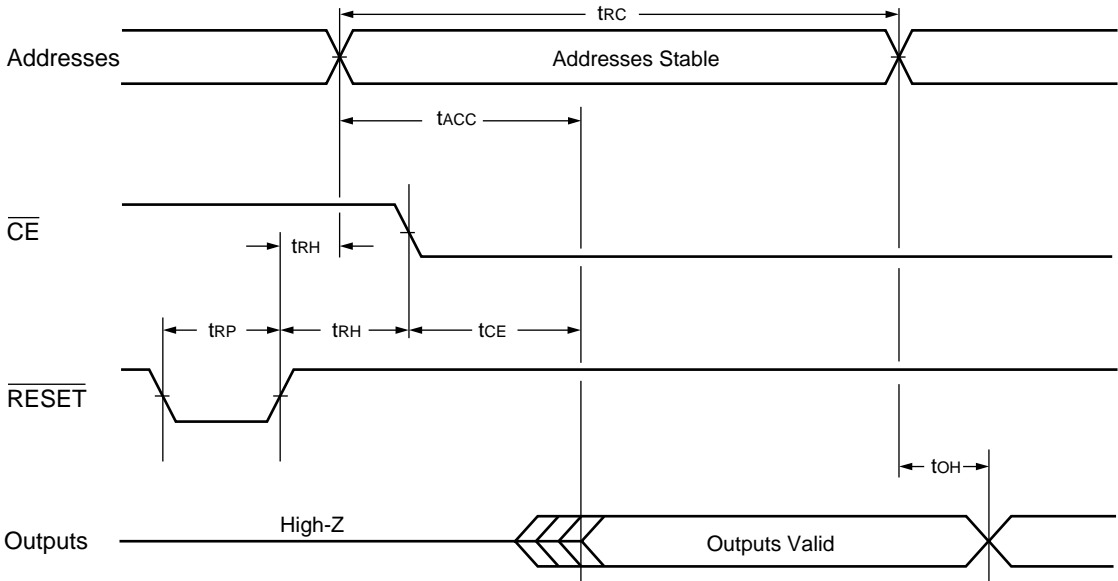 tRC
Addresses
Addresses Stable
tACC
CE
tRH
tRP
tRH
tCE
RESET
tOH
High-Z
Outputs
Outputs Valid